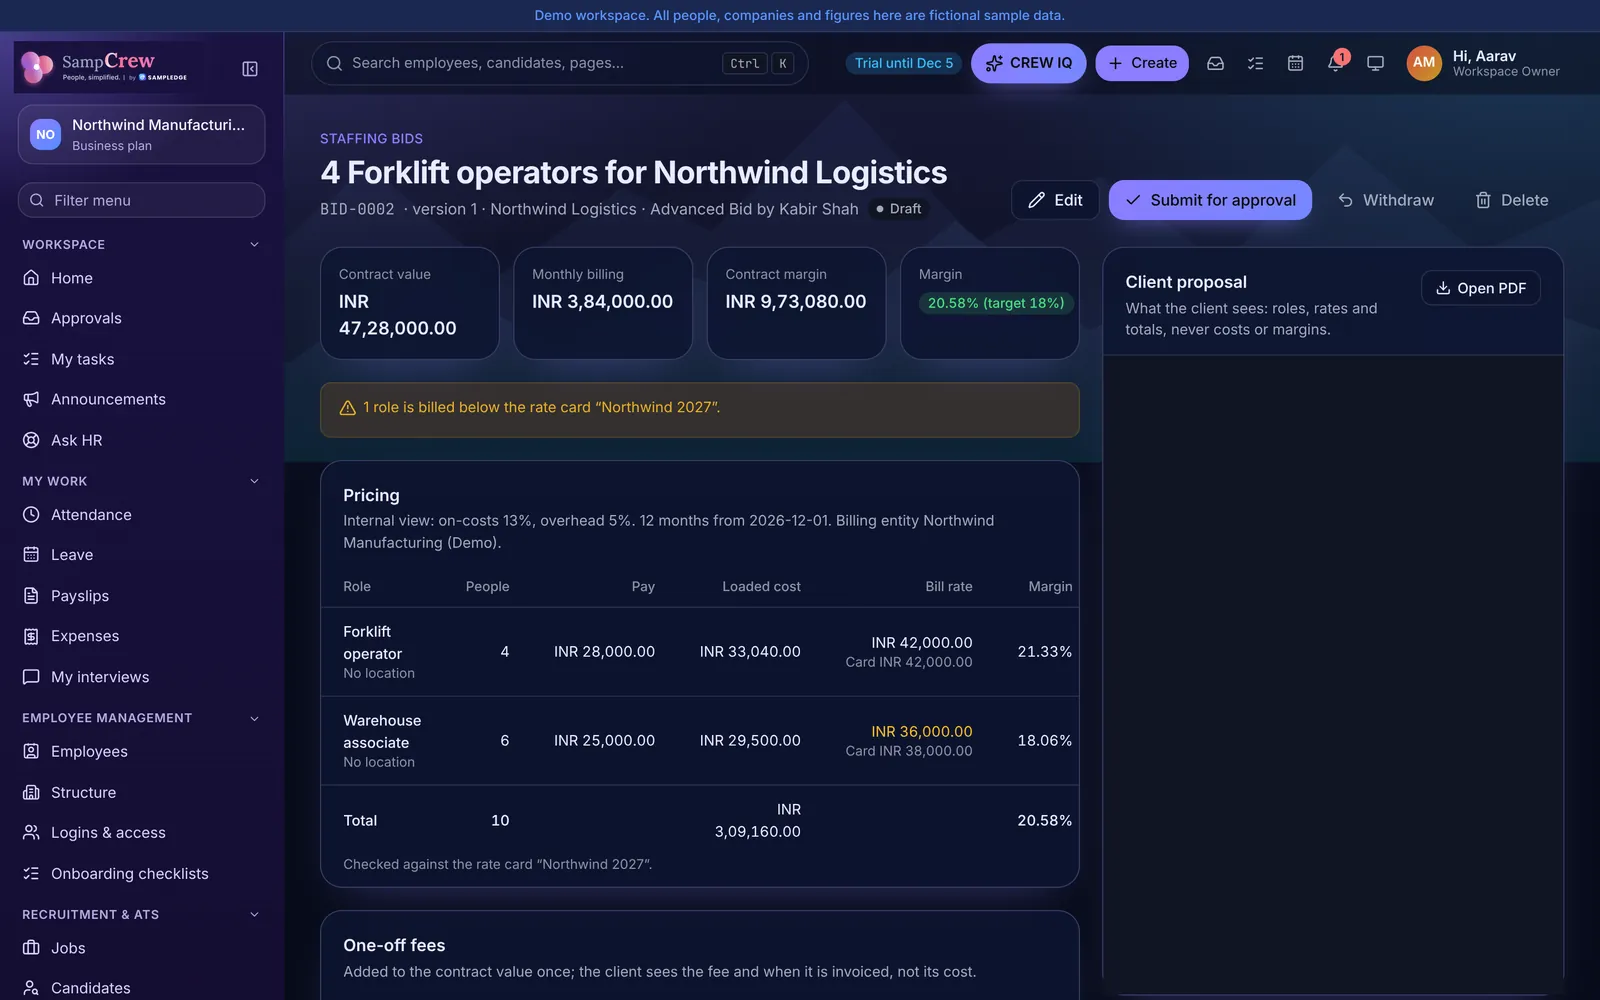 Demo workspace. All people, companies and figures here are fictional sample data.
SampCrew
People, simplified. | by SAMPLEDGE
Search employees, candidates, pages...
Ctrl K
Trial until Dec 5
CREW IQ
Create
1
AM
Hi, Aarav
Workspace Owner
NO
Northwind Manufacturi...
Business plan
Filter menu
WORKSPACE
Home
Approvals
My tasks
Announcements
Ask HR
MY WORK
Attendance
Leave
Payslips
Expenses
My interviews
EMPLOYEE MANAGEMENT
Employees
Structure
Logins & access
Onboarding checklists
RECRUITMENT & ATS
Jobs
Candidates
STAFFING BIDS
4 Forklift operators for Northwind Logistics
BID-0002 · version 1 · Northwind Logistics · Advanced Bid by Kabir Shah
Draft
Edit
Submit for approval
Withdraw
Delete
Contract value
INR
47,28,000.00
Monthly billing
INR 3,84,000.00
Contract margin
INR 9,73,080.00
Margin
20.58% (target 18%)
1 role is billed below the rate card “Northwind 2027”.
Pricing
Internal view: on-costs 13%, overhead 5%. 12 months from 2026-12-01. Billing entity Northwind
Manufacturing (Demo).
Role People Pay Loaded cost Bill rate Margin
Forklift
operator
No location
4 INR 28,000.00 INR 33,040.00 INR 42,000.00
Card INR 42,000.00
21.33%
Warehouse
associate
No location
6 INR 25,000.00 INR 29,500.00 INR 36,000.00
Card INR 38,000.00
18.06%
Total 10 INR
3,09,160.00
20.58%
Checked against the rate card “Northwind 2027”.
One-off fees
Added to the contract value once; the client sees the fee and when it is invoiced, not its cost.
Client proposal
What the client sees: roles, rates and
totals, never costs or margins.
Open PDF